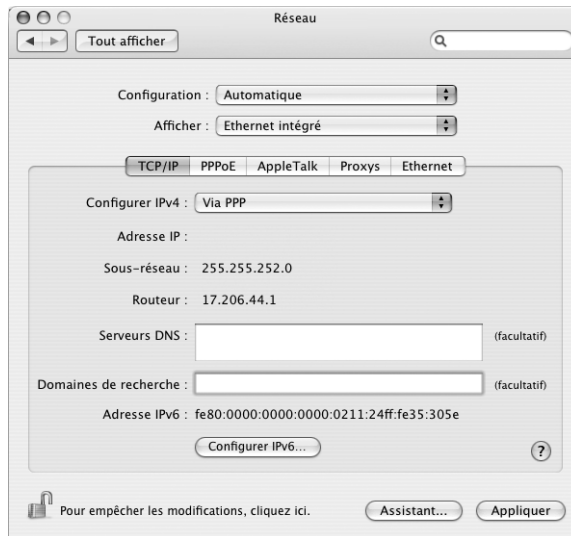 Réseau
Tout afficher
Configuration : Automatique
Afficher : Ethernet intégré
TCP/IP PPPoE AppleTalk Proxys Ethernet
Configurer IPv4 : Via PPP
Adresse IP :
Sous-réseau : 255.255.252.0
Routeur : 17.206.44.1
Serveurs DNS : (facultatif)
Domaines de recherche : (facultatif)
Adresse IPv6 : fe80:0000:0000:0000:0211:24ff:fe35:305e
Configurer IPv6... ?
Pour empêcher les modifications, cliquez ici. Assistant... Appliquer